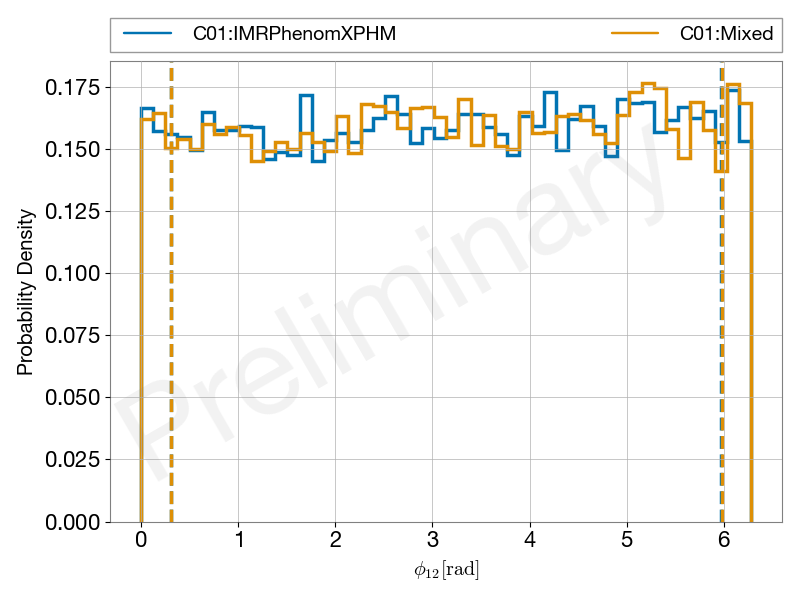 C01:IMRPhenomXPHM C01:Mixed
0.175
0.150
0.125
0.100
0.075
0.050
0.025
0.000
Probability Density
Preliminary
0 1 2 3 4 5 6
ϕ₁₂[rad]